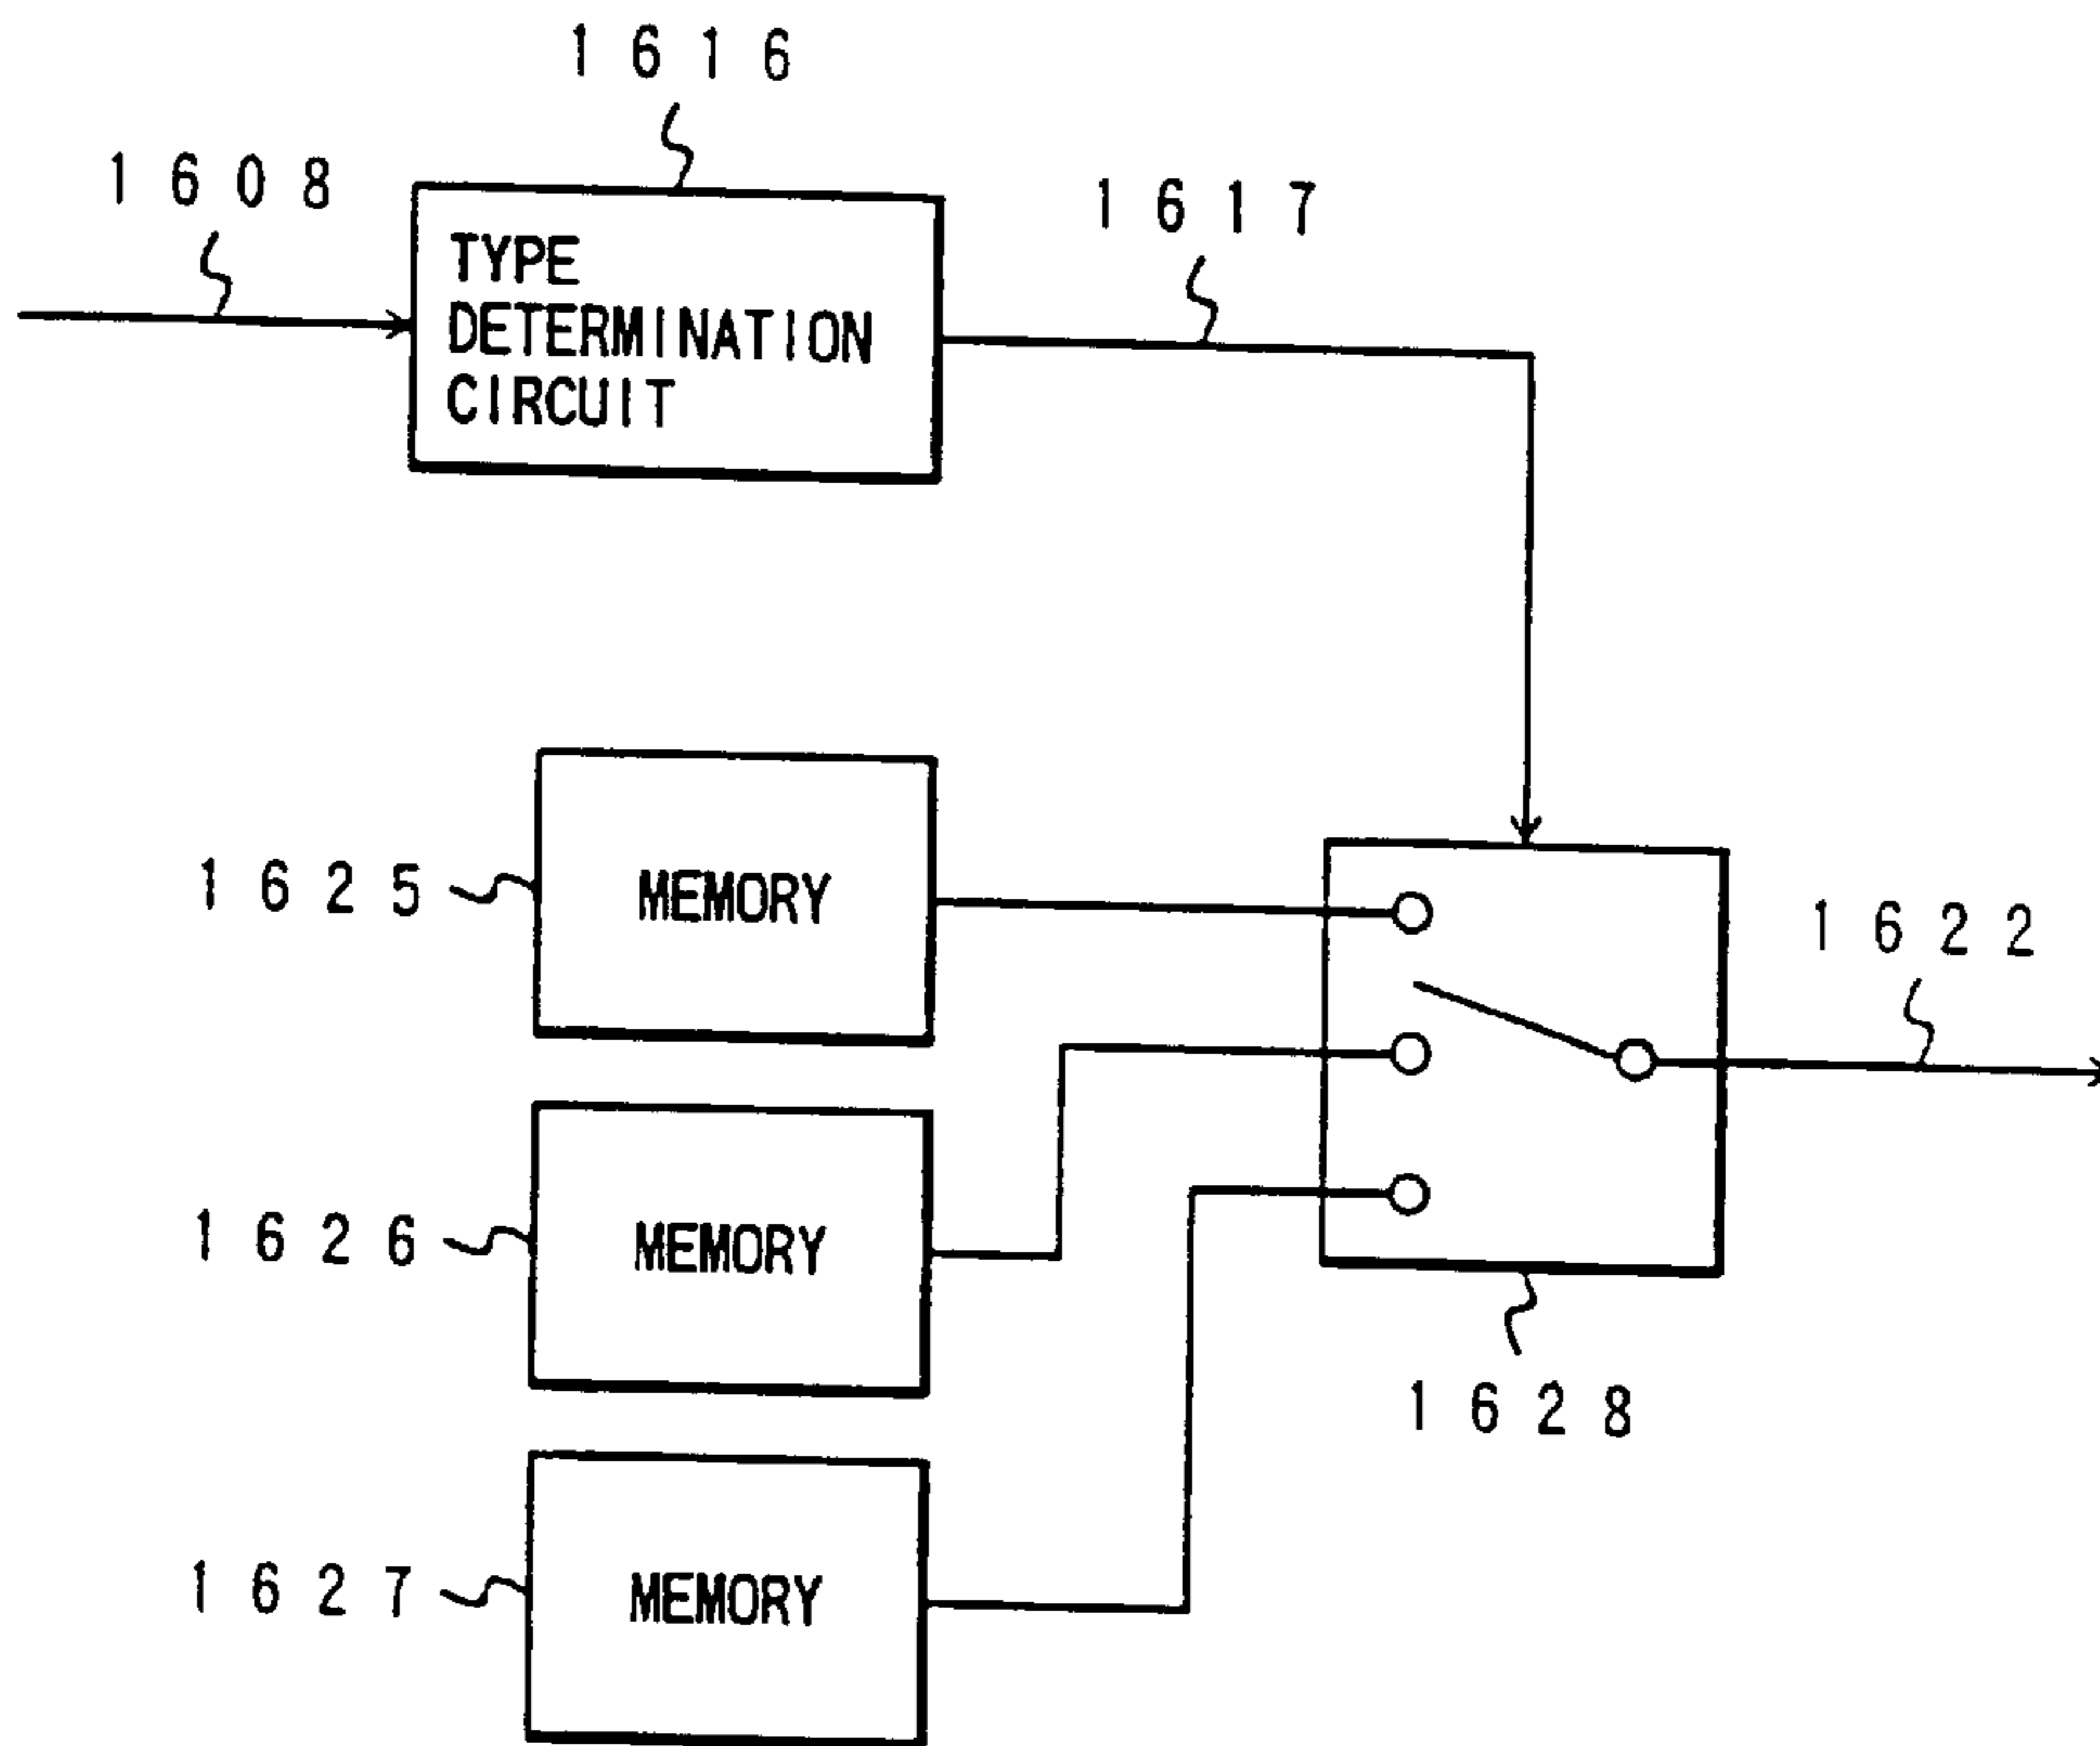 1616
1608
1617
TYPE
DETERMINATION
CIRCUIT
1625
MEMORY
1622
1626
MEMORY
1628
1627
MEMORY